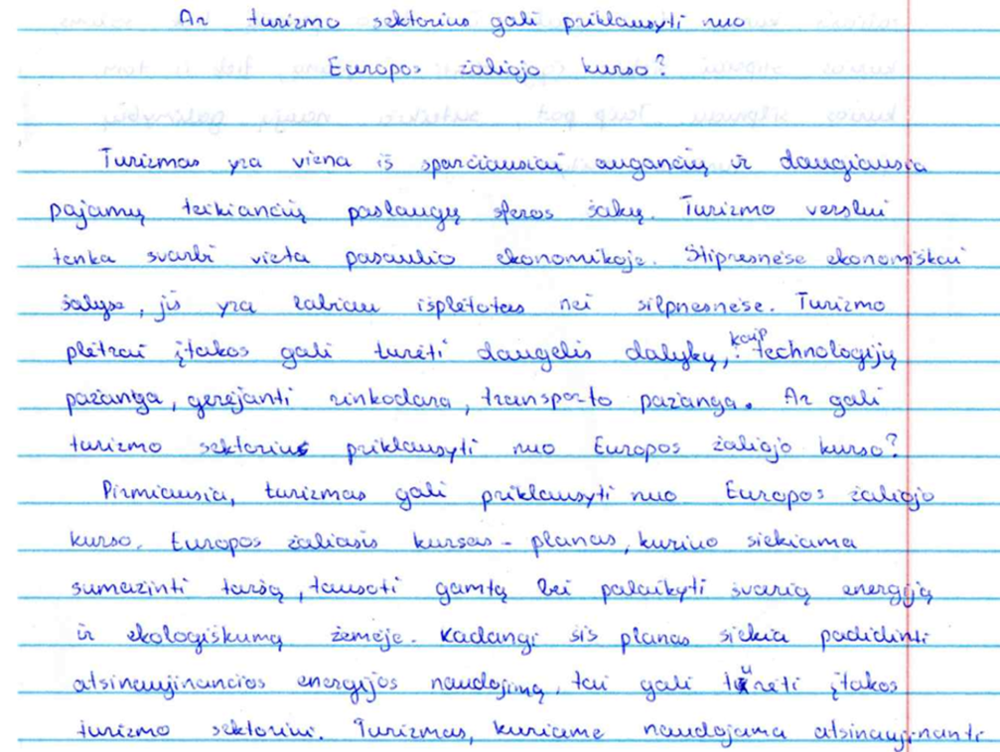 Ar turizmo sektorius gali priklausyti nuo
Europos žaliojo kurso?
Turizmas yra viena iš sparčiausiai augančių ir daugiausia
pajamų teikiančių paslaugų sferos šakų. Turizmo verslui
tenka svarbi vieta pasaulio ekonomikoje. Stipresnėse ekonomiškai
šalyse, jis yra labiau išplėtotas nei silpnesnėse. Turizmo
plėtrai įtakos gali turėti daugelis dalykų, kaip technologijų
pažanga, gerėjanti rinkodara, transporto pažanga. Ar gali
turizmo sektorius priklausyti nuo Europos žaliojo kurso?
Pirmiausia, turizmas gali priklausyti nuo Europos žaliojo
kurso. Europos žaliasis kursas - planas, kuriuo siekiama
sumažinti taršą, tausoti gamtą bei palaikyti švarią energiją
ir ekologiškumą žemėje. Kadangi šis planas siekia padidinti
atsinaujinančios energijos naudojimą, tai gali turėti įtakos
turizmo sektoriui. Turizmas, kuriame naudojama atsinaujinanti